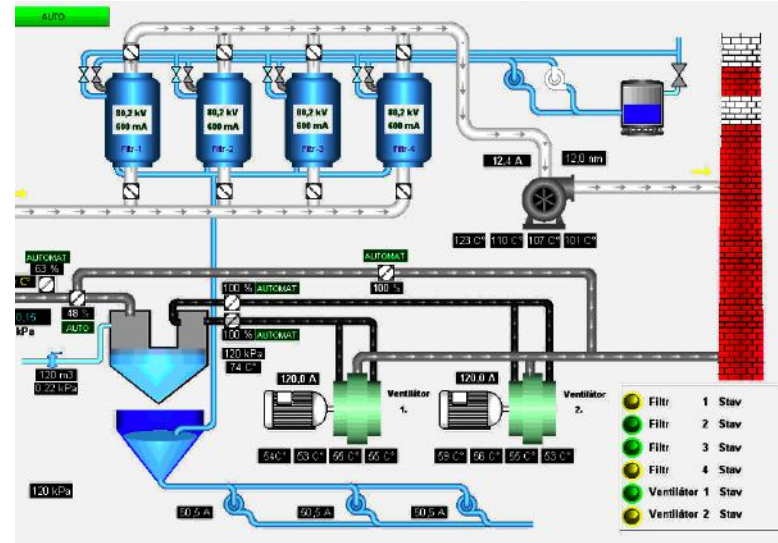 AUTO
80,2 kV
600 mA
Filtr-1
80,2 kV
600 mA
Filtr-2
80,2 kV
600 mA
Filtr-3
80,2 kV
600 mA
Filtr-4
12,4 A
12,0 nm
123 C° 110 C° 107 C° 101 C°
AUTOMAT
63 %
C°
48 %
AUTO
kPa
AUTOMAT
100 %
100 % AUTOMAT
100 % AUTOMAT
120 kPa
74 C°
120 m3
0.22 kPa
120,0 A
Ventilátor
1.
54C° 53 C° 55 C° 55 C°
120,0 A
Ventilátor
2.
59 C° 56 C° 55 C° 53 C°
120 kPa
50,5 A
50,5 A
50,5 A
Filtr 1 Stav
Filtr 2 Stav
Filtr 3 Stav
Filtr 4 Stav
Ventilátor 1 Stav
Ventilátor 2 Stav